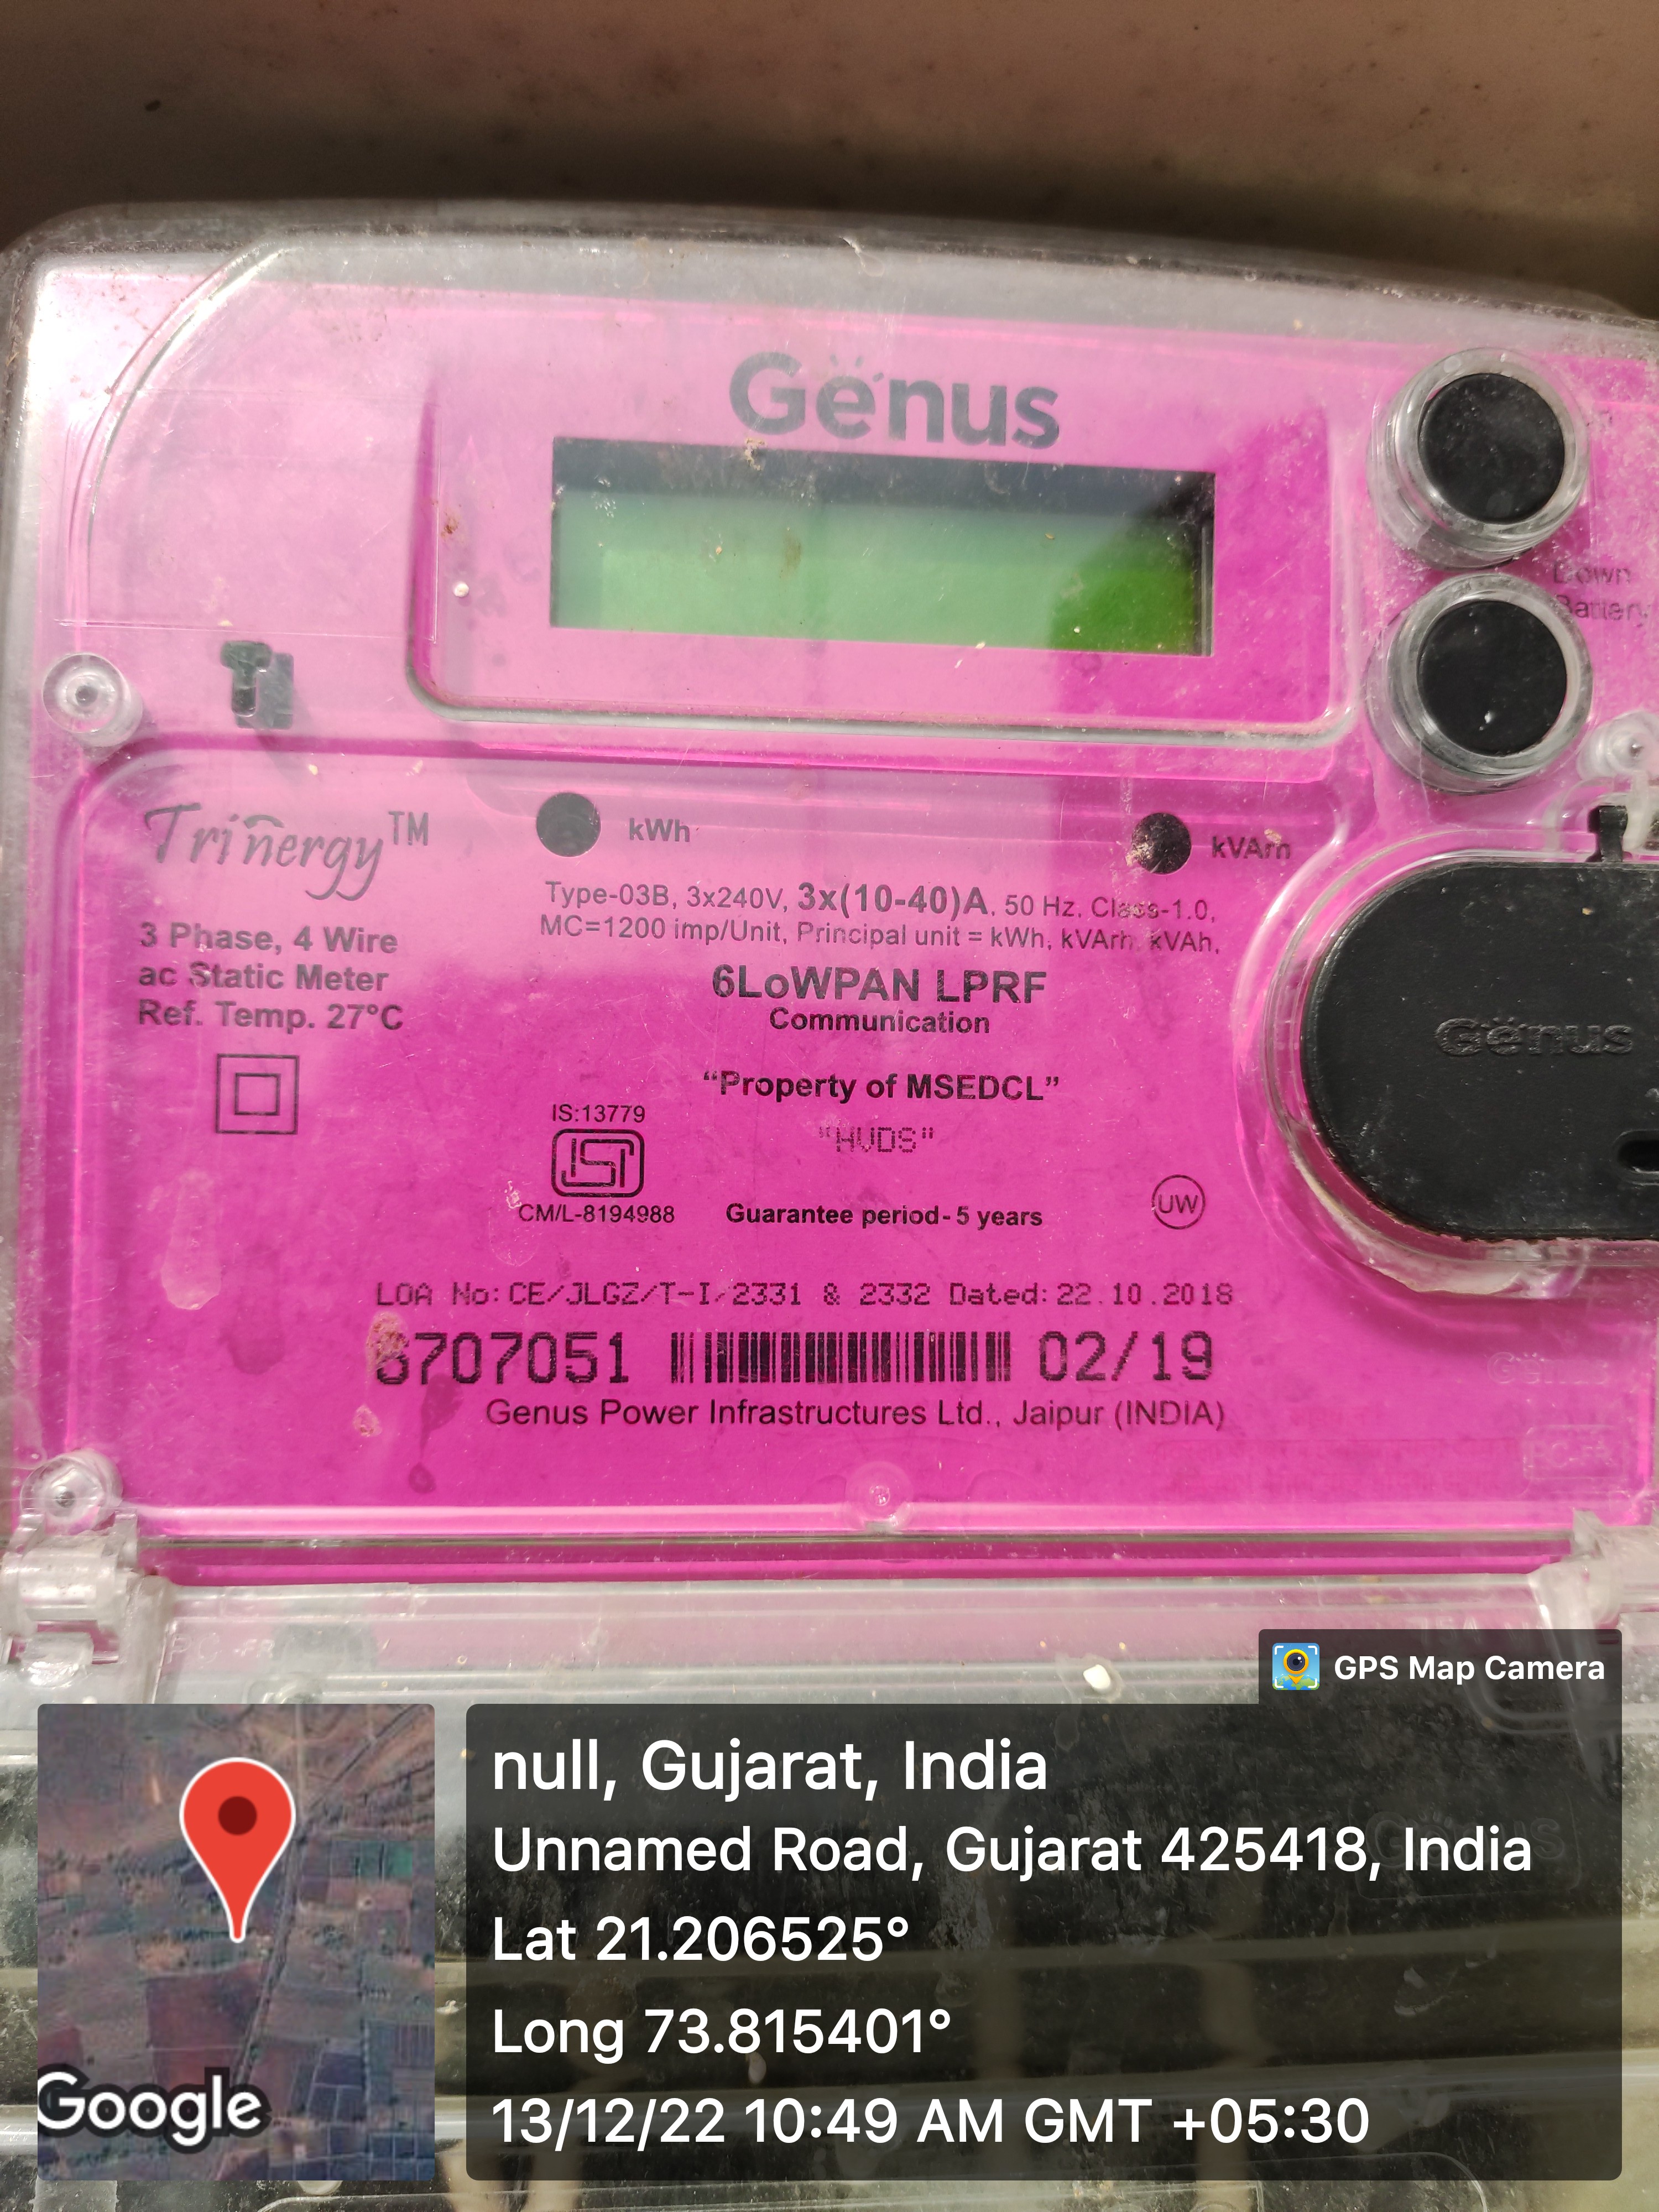 Genus
Down
Battery
Trinergy™
kWh
kVArh
Type-03B, 3x240V, 3x(10-40)A, 50 Hz, Class-1.0,
MC=1200 imp/Unit, Principal unit = kWh, kVArh, kVAh,
3 Phase, 4 Wire
ac Static Meter
Ref. Temp. 27°C
6LoWPAN LPRF
Communication
Genus
"Property of MSEDCL"
"HVDS"
IS:13779
ISI
CM/L-8194988
Guarantee period- 5 years
UW
LOA No:CE/JLGZ/T-I/2331 & 2332 Dated:22.10.2018
6707051 02/19
Genus Power Infrastructures Ltd., Jaipur (INDIA)
Genus
GPS Map Camera
null, Gujarat, India
Unnamed Road, Gujarat 425418, India
Lat 21.206525°
Long 73.815401°
13/12/22 10:49 AM GMT +05:30
Google